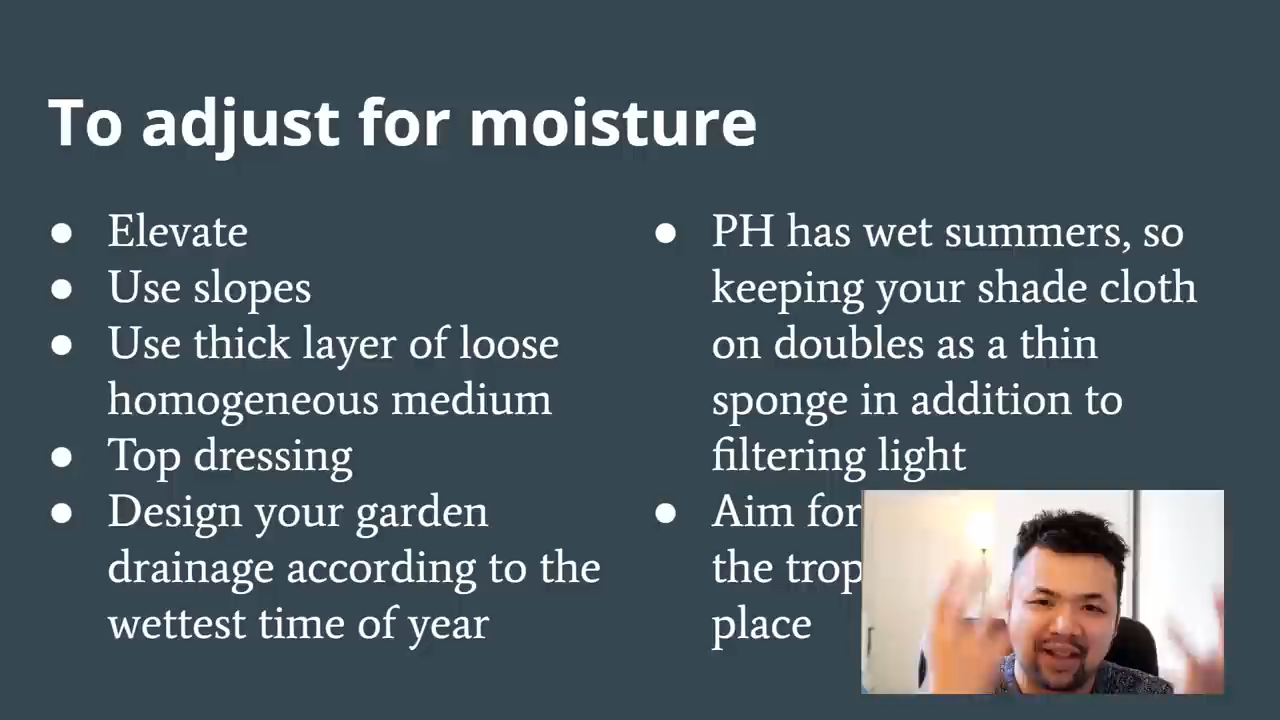 To adjust for moisture
● Elevate
● Use slopes
● Use thick layer of loose
homogeneous medium
● Top dressing
● Design your garden
drainage according to the
wettest time of year
● PH has wet summers, so
keeping your shade cloth
on doubles as a thin
sponge in addition to
filtering light
● Aim for
the
place